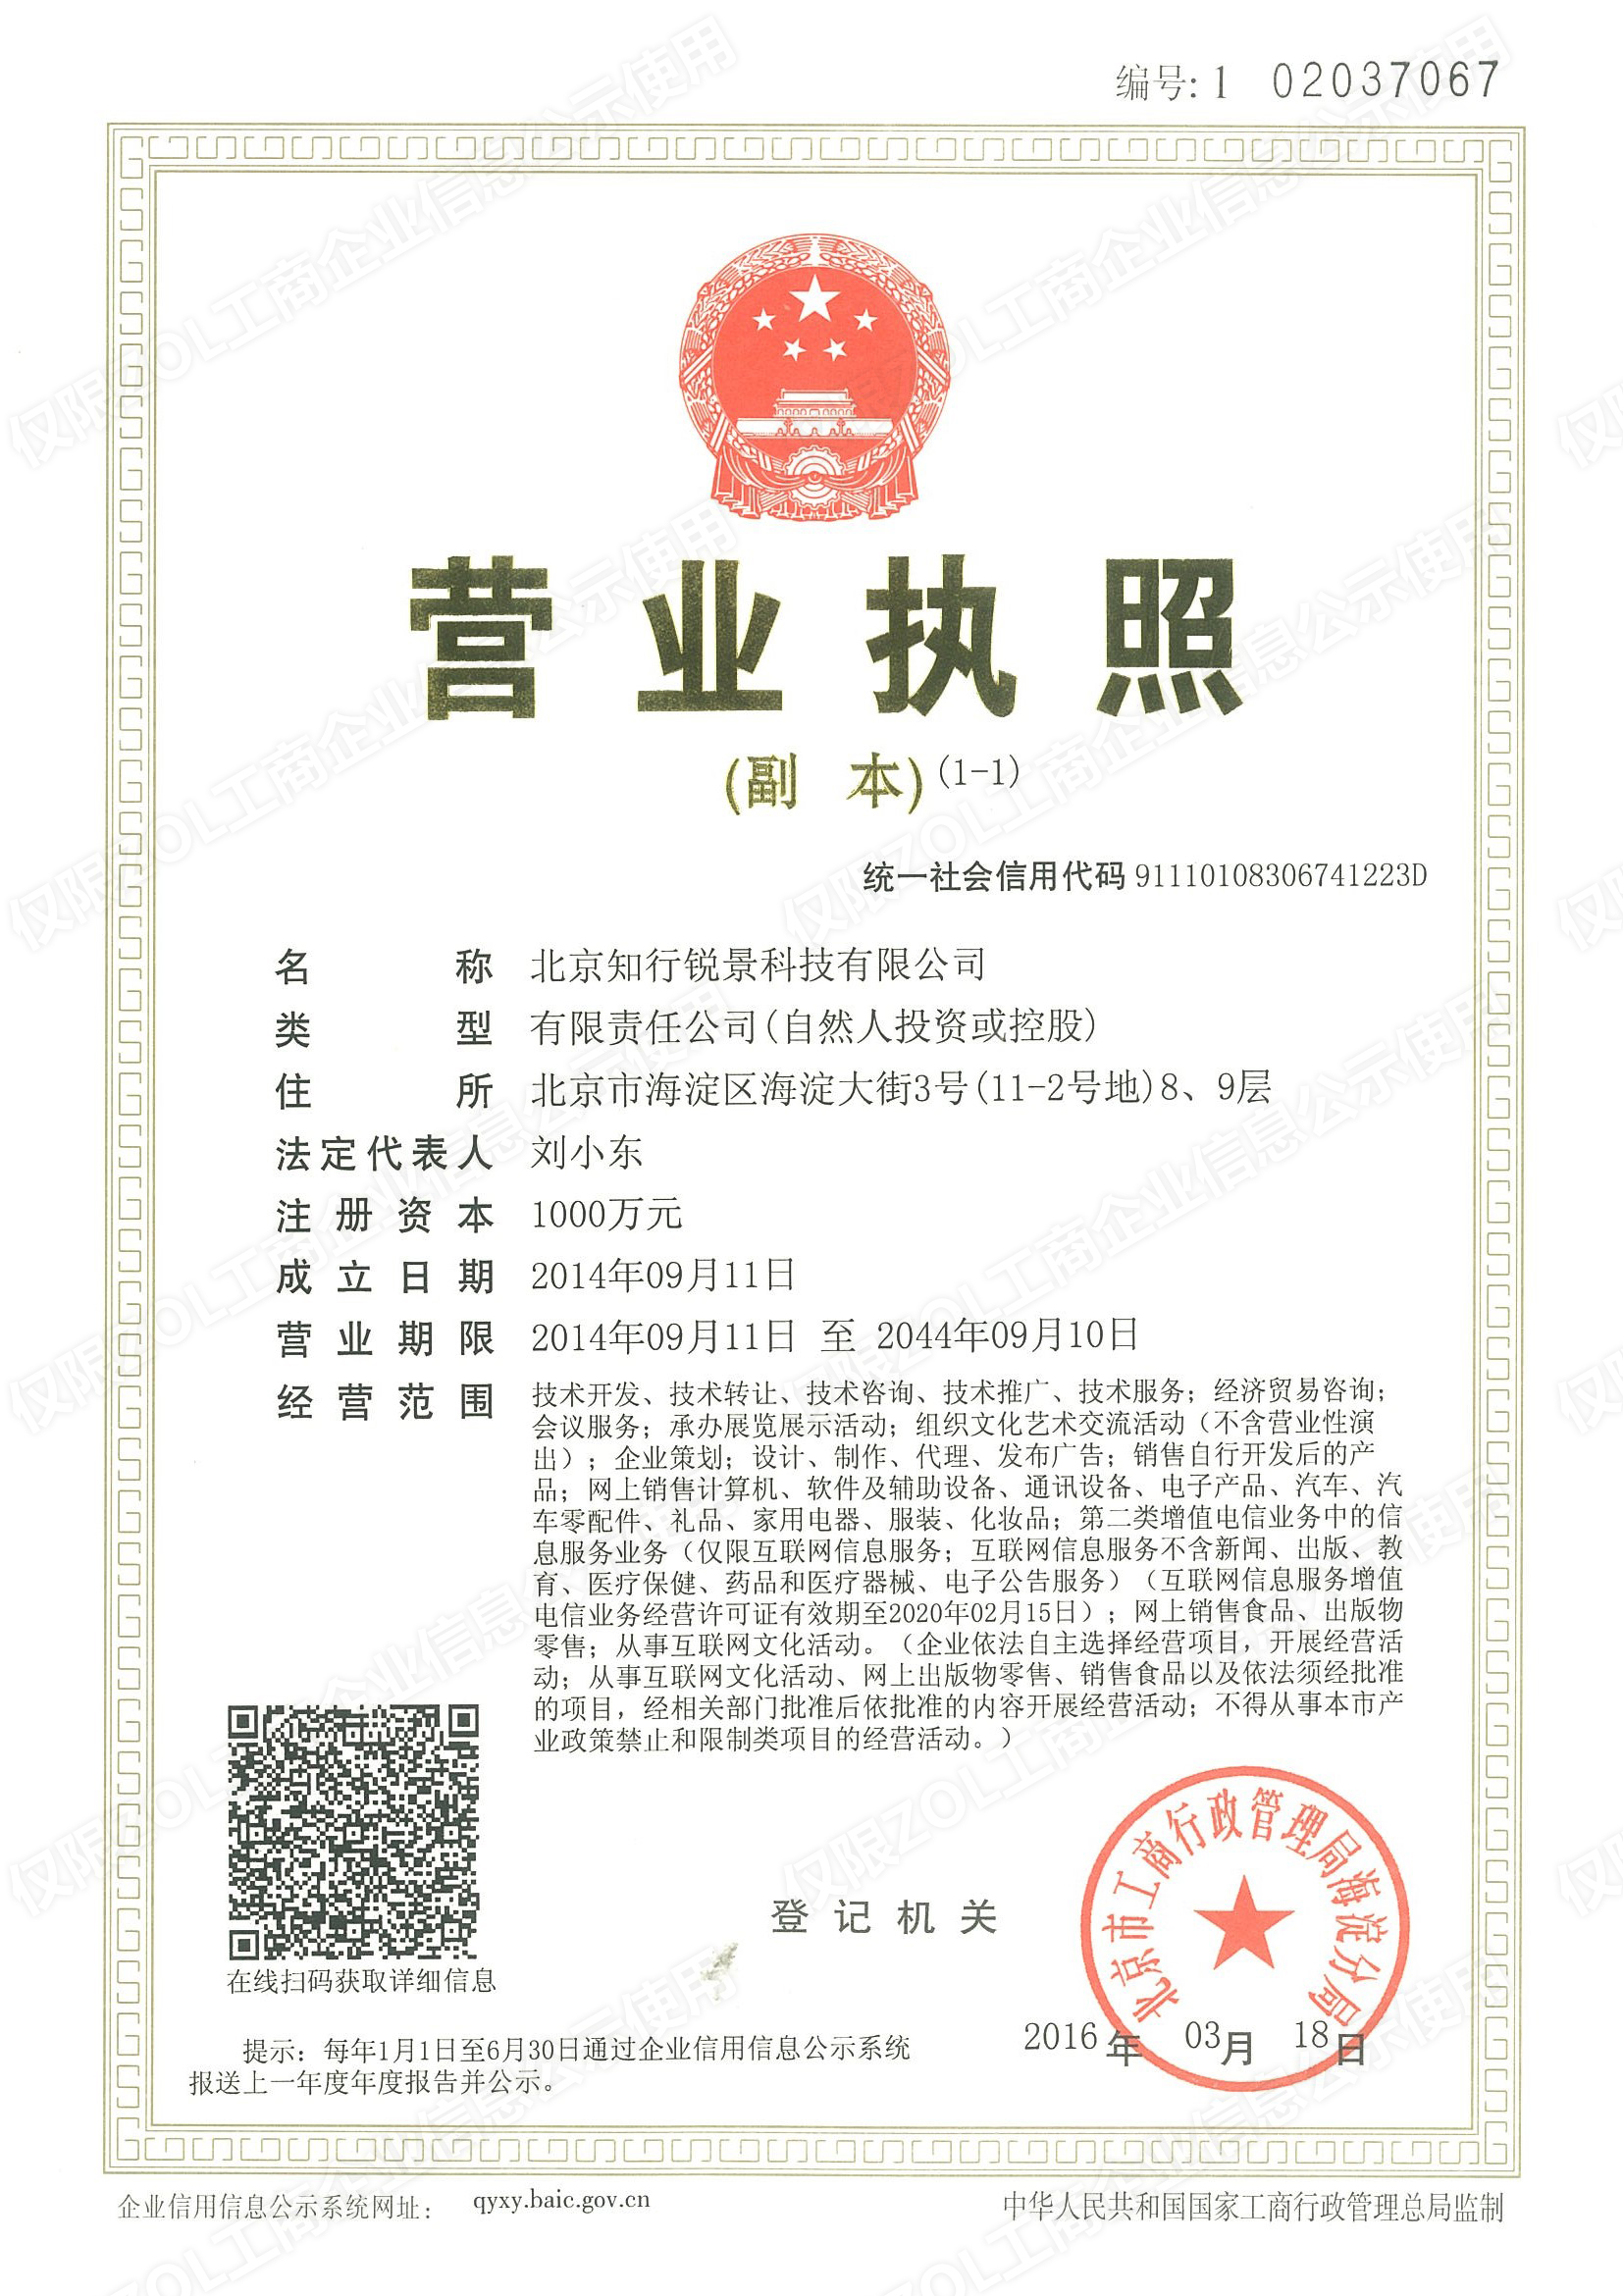 编号: 1 02037067
营业执照
(副 本) (1-1)
统一社会信用代码 91110108306741223D
名称 北京知行锐景科技有限公司
类型 有限责任公司(自然人投资或控股)
住所 北京市海淀区海淀大街3号(11-2号地)8、9层
法定代表人 刘小东
注册资本 1000万元
成立日期 2014年09月11日
营业期限 2014年09月11日 至 2044年09月10日
经营范围 技术开发、技术转让、技术咨询、技术推广、技术服务；经济贸易咨询；
会议服务；承办展览展示活动；组织文化艺术交流活动（不含营业性演
出）；企业策划；设计、制作、代理、发布广告；销售自行开发后的产
品；网上销售计算机、软件及辅助设备、通讯设备、电子产品、汽车、汽
车零配件、礼品、家用电器、服装、化妆品；第二类增值电信业务中的信
息服务业务（仅限互联网信息服务；互联网信息服务不含新闻、出版、教
育、医疗保健、药品和医疗器械、电子公告服务）（互联网信息服务增值
电信业务经营许可证有效期至2020年02月15日）；网上销售食品、出版物
零售；从事互联网文化活动。（企业依法自主选择经营项目，开展经营活
动；从事互联网文化活动、网上出版物零售、销售食品以及依法须经批准
的项目，经相关部门批准后依批准的内容开展经营活动；不得从事本市产
业政策禁止和限制类项目的经营活动。）
在线扫码获取详细信息
登记机关
北京市工商行政管理局海淀分局
2016年 03月 18日
提示：每年1月1日至6月30日通过企业信用信息公示系统
报送上一年度年度报告并公示。
企业信用信息公示系统网址： qyxy.baic.gov.cn
中华人民共和国国家工商行政管理总局监制
仅限ZOL工商企业信息公示使用